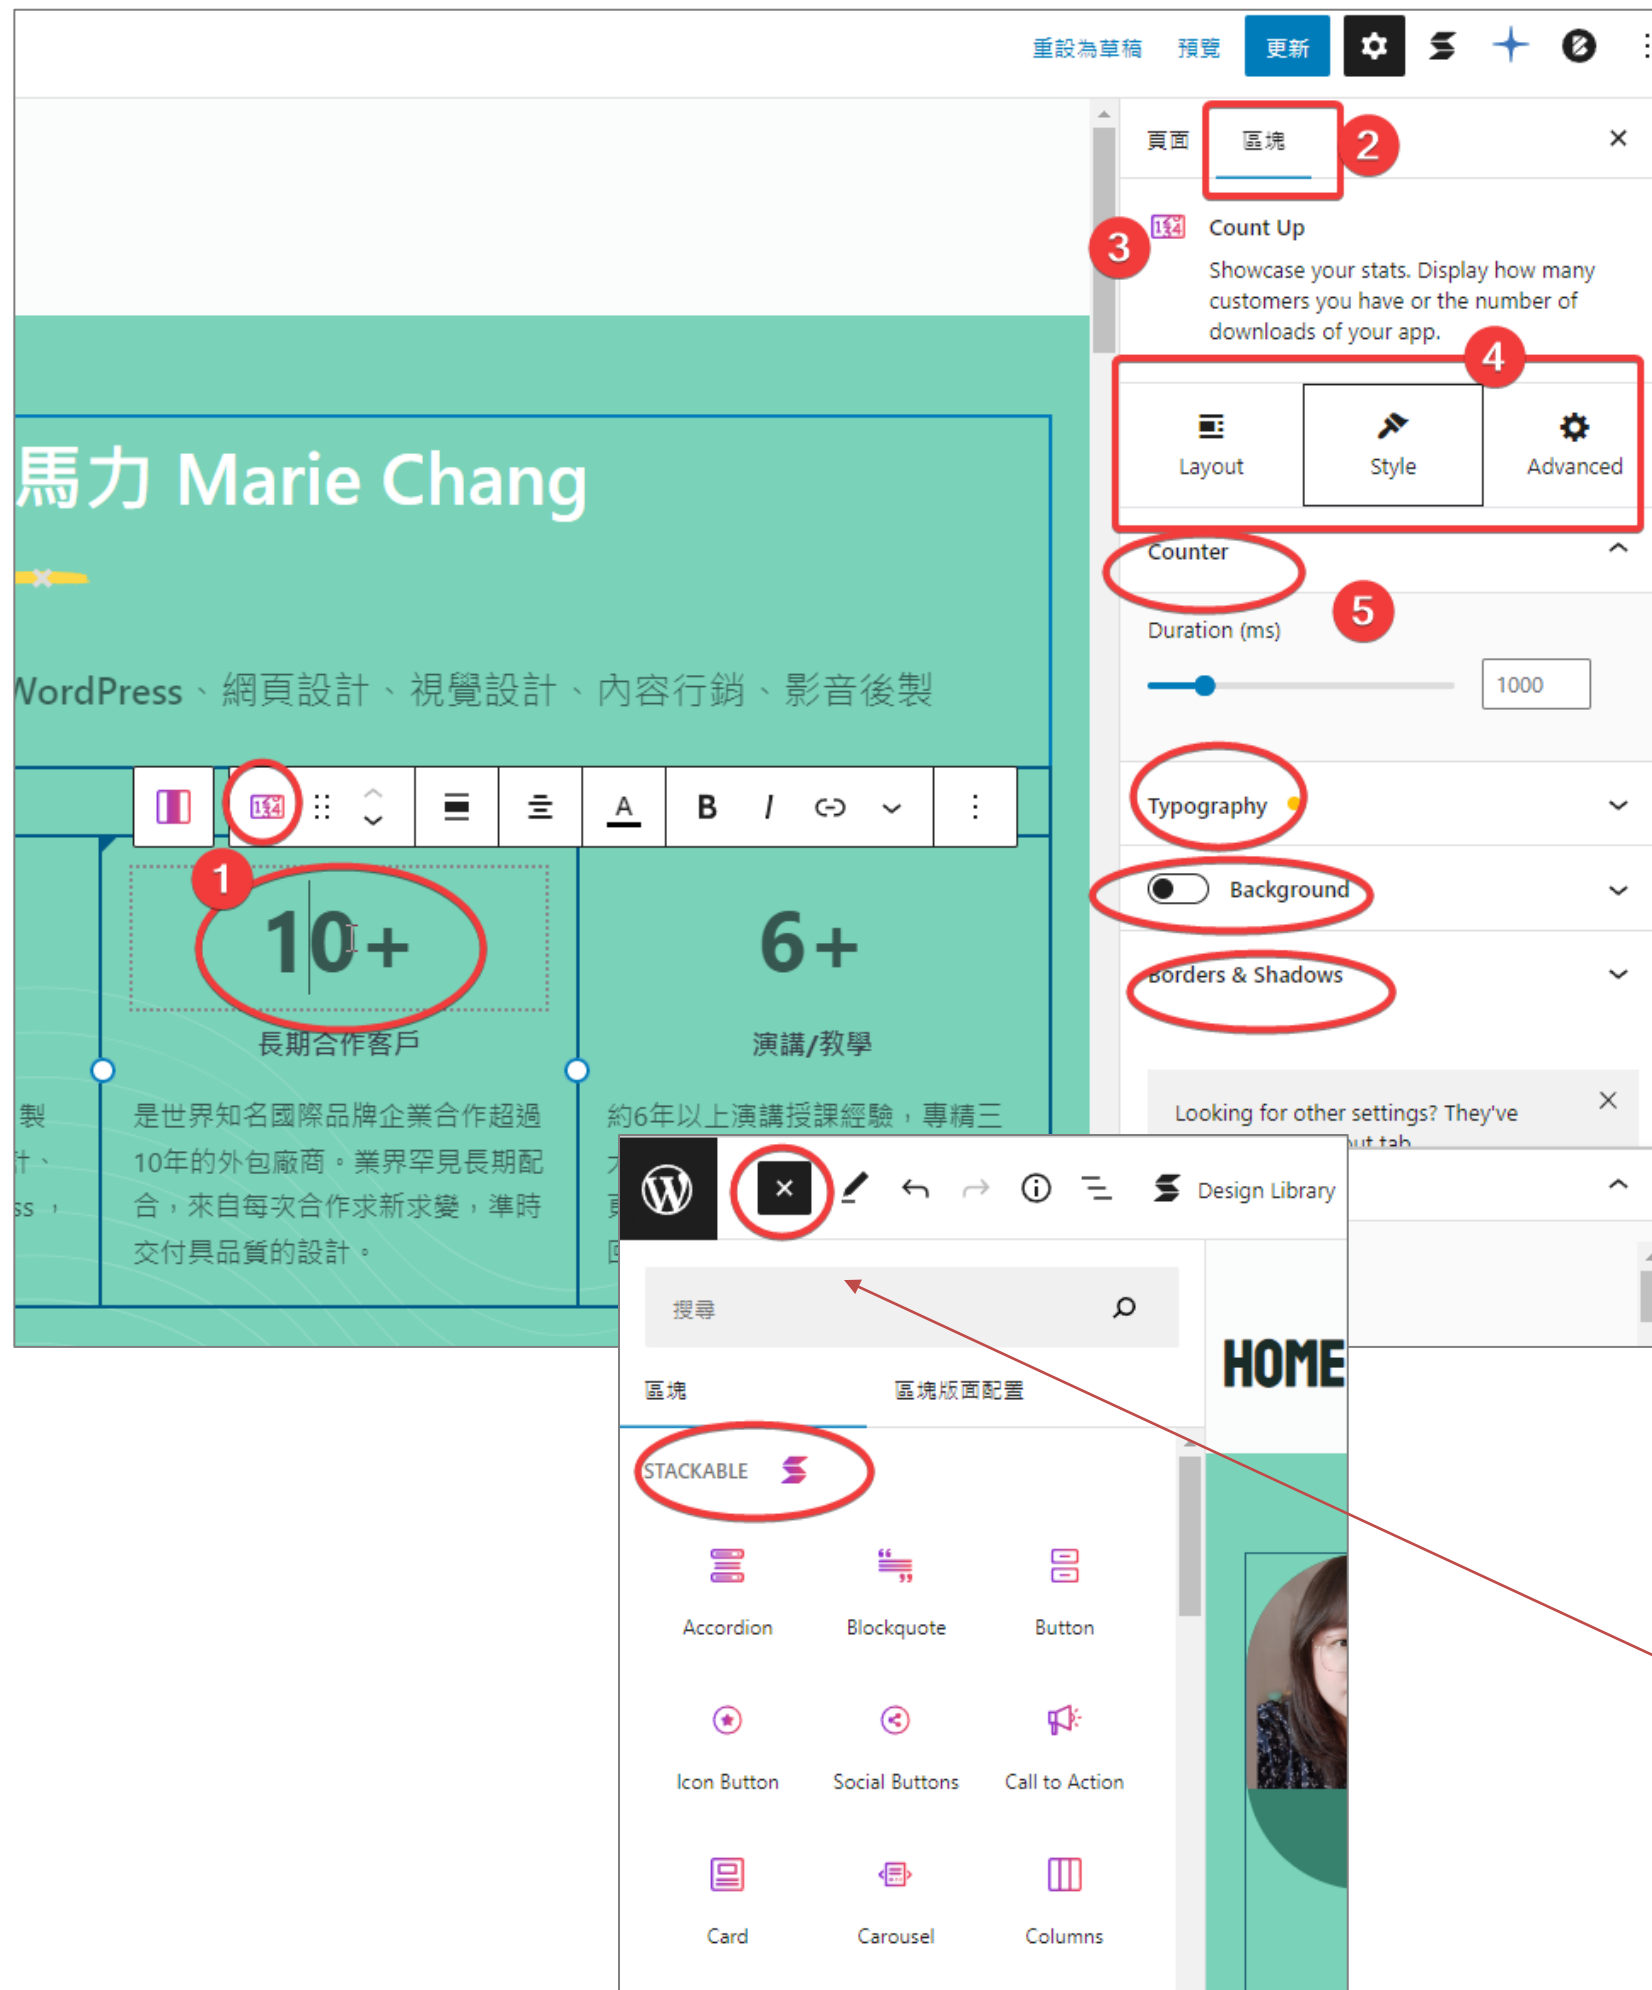 重設為草稿 預覽 更新
頁面 區塊 2
3
Count Up
Showcase your stats. Display how many
customers you have or the number of
downloads of your app.
4
Layout Style Advanced
Counter
5
Duration (ms)
1000
Typography
Background
Borders & Shadows
Looking for other settings? They've
馬力 Marie Chang
WordPress、網頁設計、視覺設計、內容行銷、影音後製
A B I
1
10+
長期合作客戶
是世界知名國際品牌企業合作超過
10年的外包廠商。業界罕見長期配
合，來自每次合作求新求變，準時
交付具品質的設計。
6+
演講/教學
約6年以上演講授課經驗，專精三
製
計、
ss，
Design Library
搜尋
區塊 區塊版面配置
STACKABLE
Accordion Blockquote Button
Icon Button Social Buttons Call to Action
Card Carousel Columns
HOME